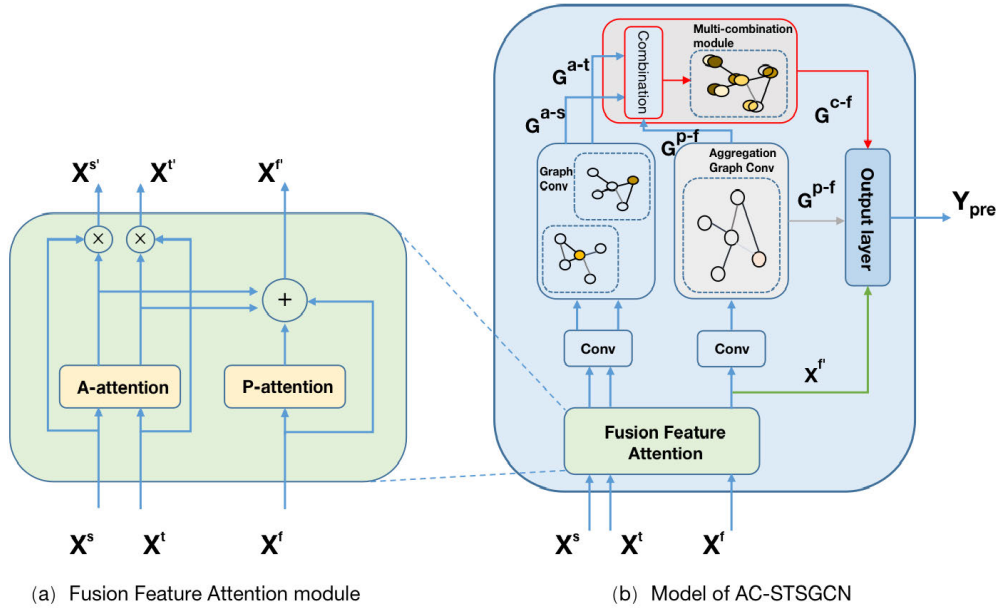 X^s'
X^t'
X^f'
×
×
+
A-attention
P-attention
X^s
X^t
X^f
(a) Fusion Feature Attention module
Multi-combination
module
Combination
G^a-t
G^a-s
G^p-f
G^c-f
Graph
Conv
Aggregation
Graph Conv
G^p-f
Output layer
Y_pre
Conv
Conv
X^f'
Fusion Feature
Attention
X^s
X^t
X^f
(b) Model of AC-STSGCN